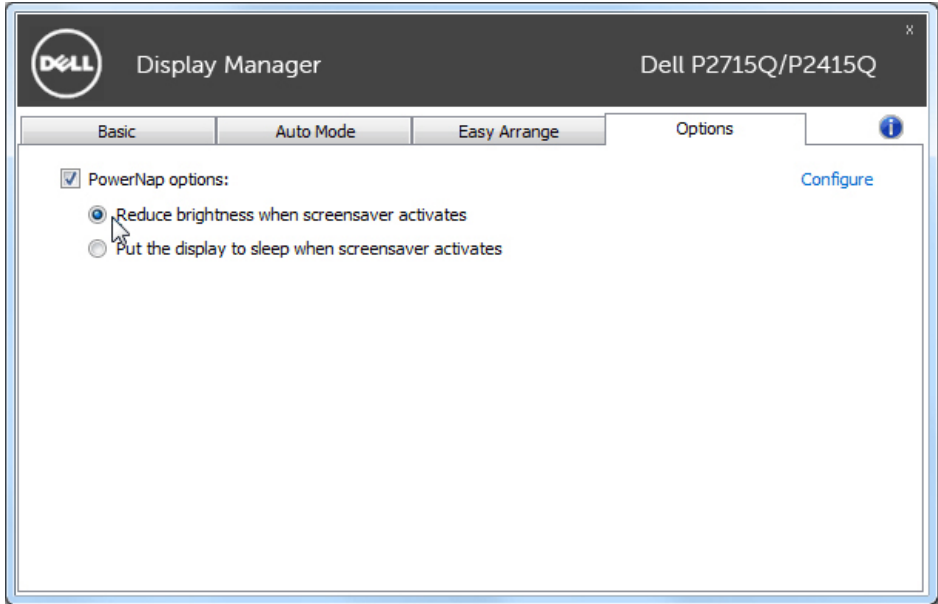 x
DELL
Display Manager
Dell P2715Q/P2415Q
Basic
Auto Mode
Easy Arrange
Options
i
PowerNap options:
Configure
Reduce brightness when screensaver activates
Put the display to sleep when screensaver activates